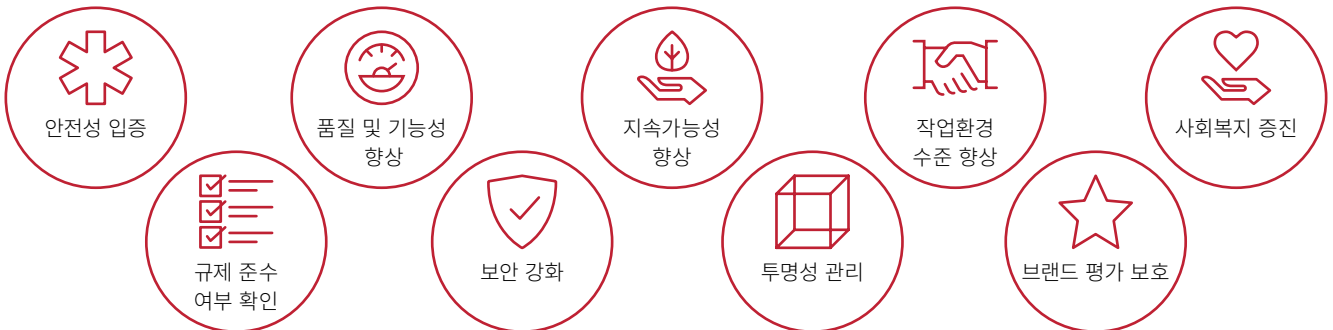 안전성 입증
품질 및 기능성
향상
지속가능성
향상
작업환경
수준 향상
사회복지 증진
규제 준수
여부 확인
보안 강화
투명성 관리
브랜드 평가 보호